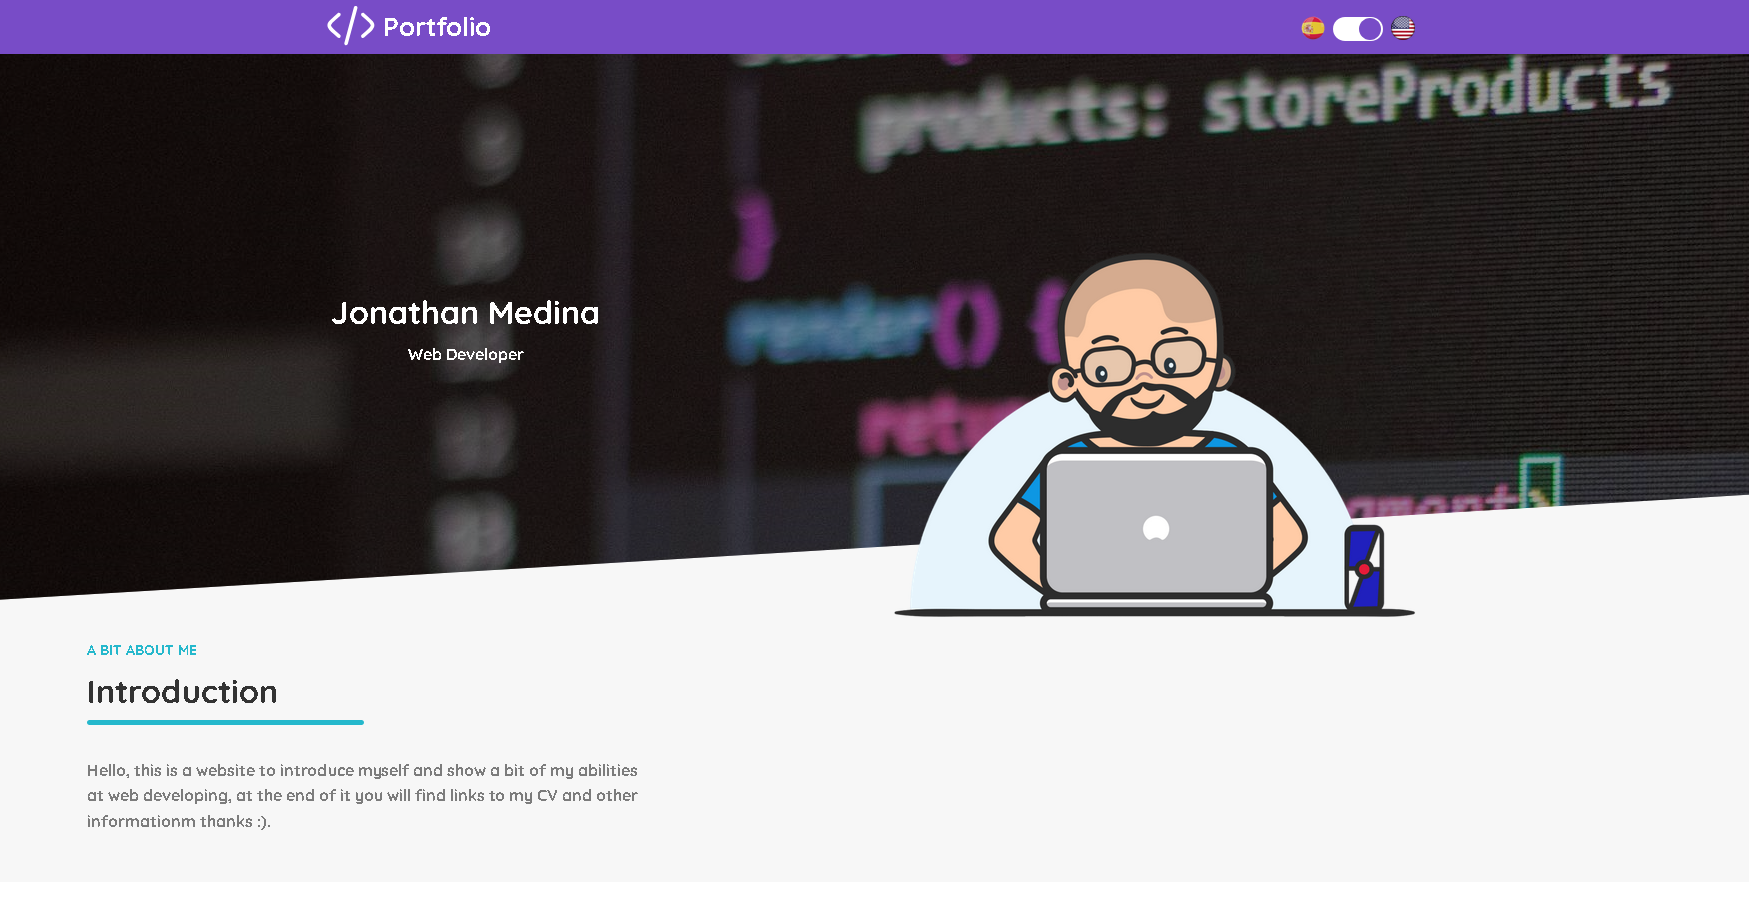 </> Portfolio
products: storeProducts
}
render() {
Jonathan Medina
Web Developer
A BIT ABOUT ME
Introduction
Hello, this is a website to introduce myself and show a bit of my abilities
at web developing, at the end of it you will find links to my CV and other
informationm thanks :).